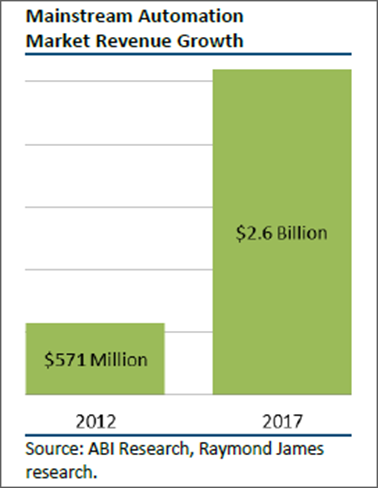 Mainstream Automation
Market Revenue Growth
$2.6 Billion
$571 Million
2012 2017
Source: ABI Research, Raymond James
research.